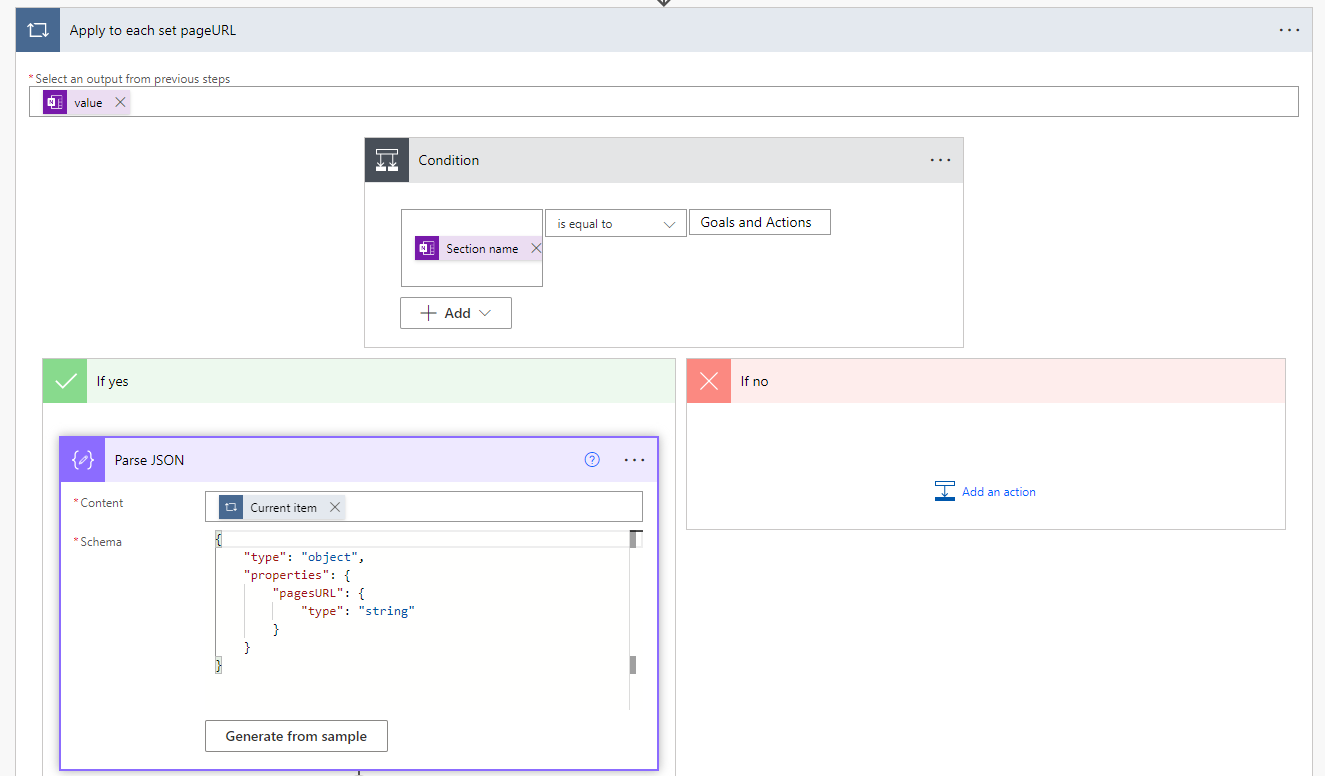 Apply to each set pageURL
* Select an output from previous steps
value
Condition
Section name
is equal to
Goals and Actions
Add
If yes
If no
Parse JSON
* Content
Current item
* Schema
{
"type": "object",
"properties": {
"pagesURL": {
"type": "string"
}
}
}
Generate from sample
Add an action